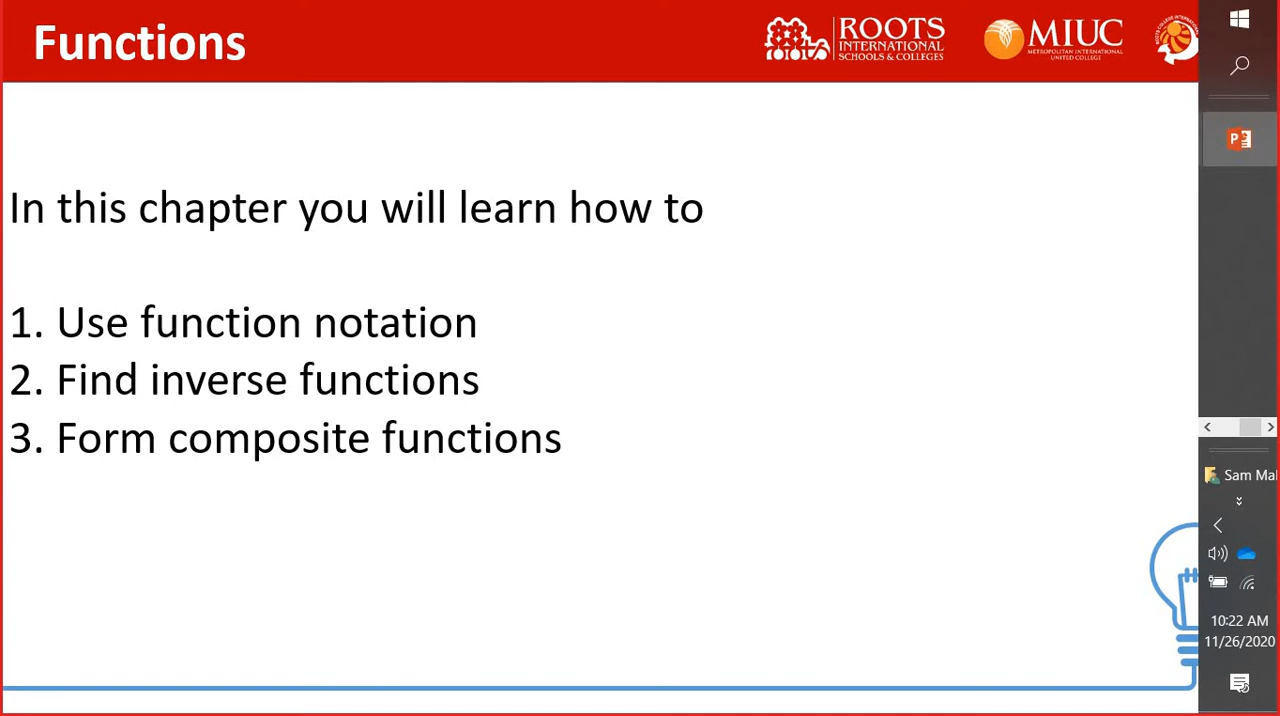 Functions
ROOTS
INTERNATIONAL
SCHOOLS & COLLEGES
MIUC
METROPOLITAN INTERNATIONAL
UNITED COLLEGE
In this chapter you will learn how to
1. Use function notation
2. Find inverse functions
3. Form composite functions
Sam Mal
10:22 AM
11/26/2020